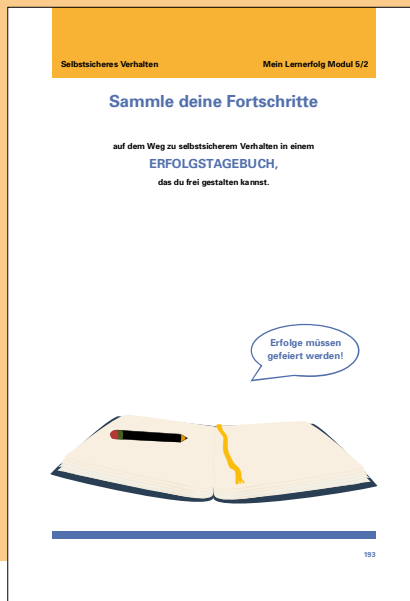 Selbstsicheres Verhalten
Mein Lernerfolg Modul 5/2
Sammle deine Fortschritte
auf dem Weg zu selbstsicherem Verhalten in einem
ERFOLGSTAGEBUCH,
das du frei gestalten kannst.
Erfolge müssen
gefeiert werden!
193